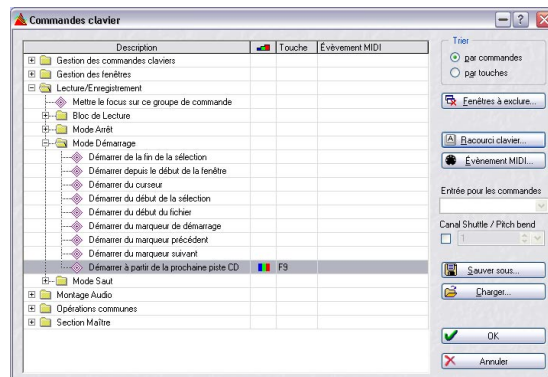 Commandes clavier
Description Touche Évènement MIDI
Gestion des commandes claviers
Gestion des fenêtres
Lecture/Enregistrement
Mettre le focus sur ce groupe de commande
Bloc de Lecture
Mode Arrêt
Mode Démarrage
Démarrer de la fin de la sélection
Démarrer depuis le début de la fenêtre
Démarrer du curseur
Démarrer du début de la sélection
Démarrer du début du fichier
Démarrer du marqueur de démarrage
Démarrer du marqueur précédent
Démarrer du marqueur suivant
Démarrer à partir de la prochaine piste CD F9
Mode Saut
Montage Audio
Opérations communes
Section Maître
Trier
par commandes
par touches
Fenêtres à exclure...
Racourci clavier...
Évènement MIDI...
Entrée pour les commandes
Canal Shuttle / Pitch bend
1
Sauver sous...
Charger...
OK
Annuler